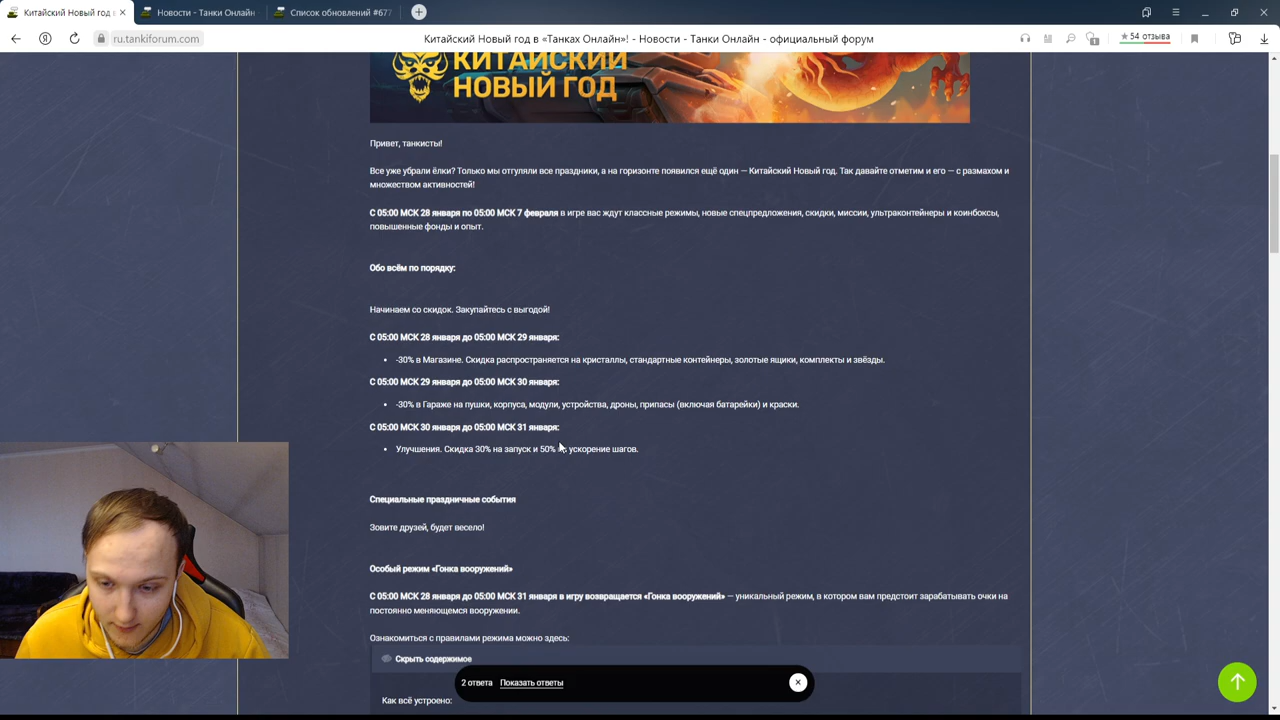 Китайский Новый год в
Новости - Танки Онлайн -
Список обновлений #677
ru.tankiforum.com
Китайский Новый год в «Танках Онлайн»! - Новости - Танки Онлайн - официальный форум
★ 54 отзыва
КИТАЙСКИЙ
НОВЫЙ ГОД
Привет, танкисты!
Все уже убрали ёлки? Только мы отгуляли все праздники, а на горизонте появился ещё один — Китайский Новый год. Так давайте отметим и его — с размахом и
множеством активностей!
С 05:00 МСК 28 января по 05:00 МСК 7 февраля в игре вас ждут классные режимы, новые спецпредложения, скидки, миссии, ультраконтейнеры и коинбоксы,
повышенные фонды и опыт.
Обо всём по порядку:
Начинаем со скидок. Закупайтесь с выгодой!
С 05:00 МСК 28 января до 05:00 МСК 29 января:
• -30% в Магазине. Скидка распространяется на кристаллы, стандартные контейнеры, золотые ящики, комплекты и звёзды.
С 05:00 МСК 29 января до 05:00 МСК 30 января:
• -30% в Гараже на пушки, корпуса, модули, устройства, дроны, припасы (включая батарейки) и краски.
С 05:00 МСК 30 января до 05:00 МСК 31 января:
• Улучшения. Скидка 30% на запуск и 50% ускорение шагов.
Специальные праздничные события
Зовите друзей, будет весело!
Особый режим «Гонка вооружений»
С 05:00 МСК 28 января до 05:00 МСК 31 января в игру возвращается «Гонка вооружений» — уникальный режим, в котором вам предстоит зарабатывать очки на
постоянно меняющемся вооружении.
Ознакомиться с правилами режима можно здесь:
Скрыть содержимое
2 ответа Показать ответы
Как всё устроено: